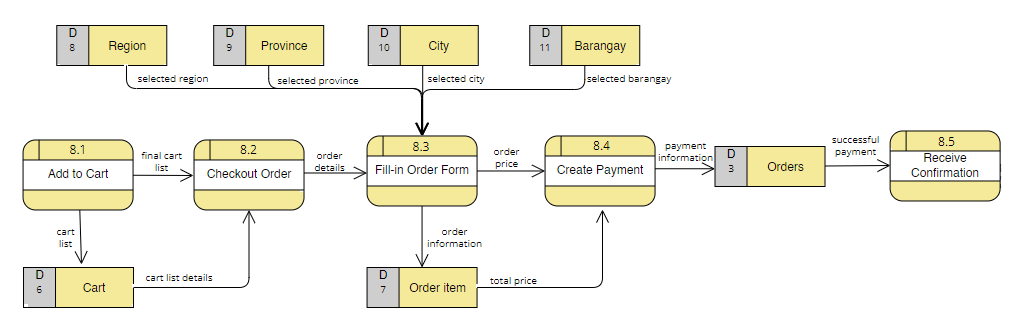 D
8
Region
D
9
Province
D
10
City
D
11
Barangay
selected region
selected province
selected city
selected barangay
8.1
Add to Cart
final cart
list
8.2
Checkout Order
order
details
8.3
Fill-in Order Form
order
price
8.4
Create Payment
payment
information
D
3
Orders
successful
payment
8.5
Receive
Confirmation
cart
list
order
information
D
6
Cart
cart list details
D
7
Order item
total price